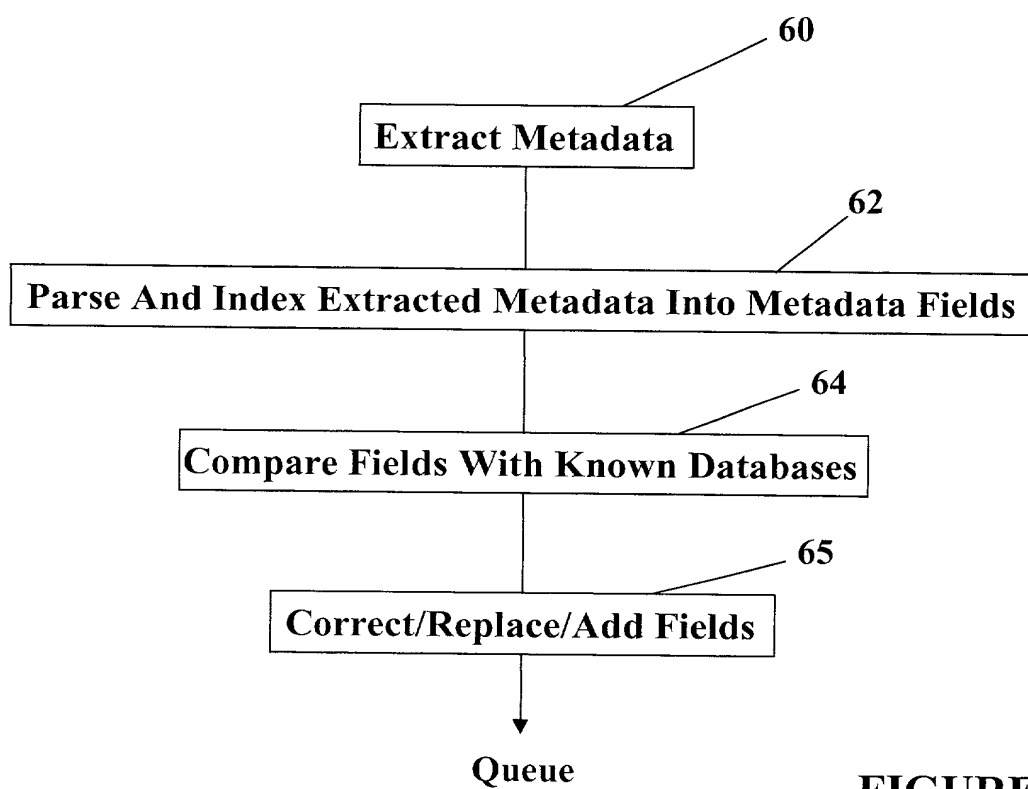 60
Extract Metadata
62
Parse And Index Extracted Metadata Into Metadata Fields
64
Compare Fields With Known Databases
65
Correct/Replace/Add Fields
Queue
FIGURE